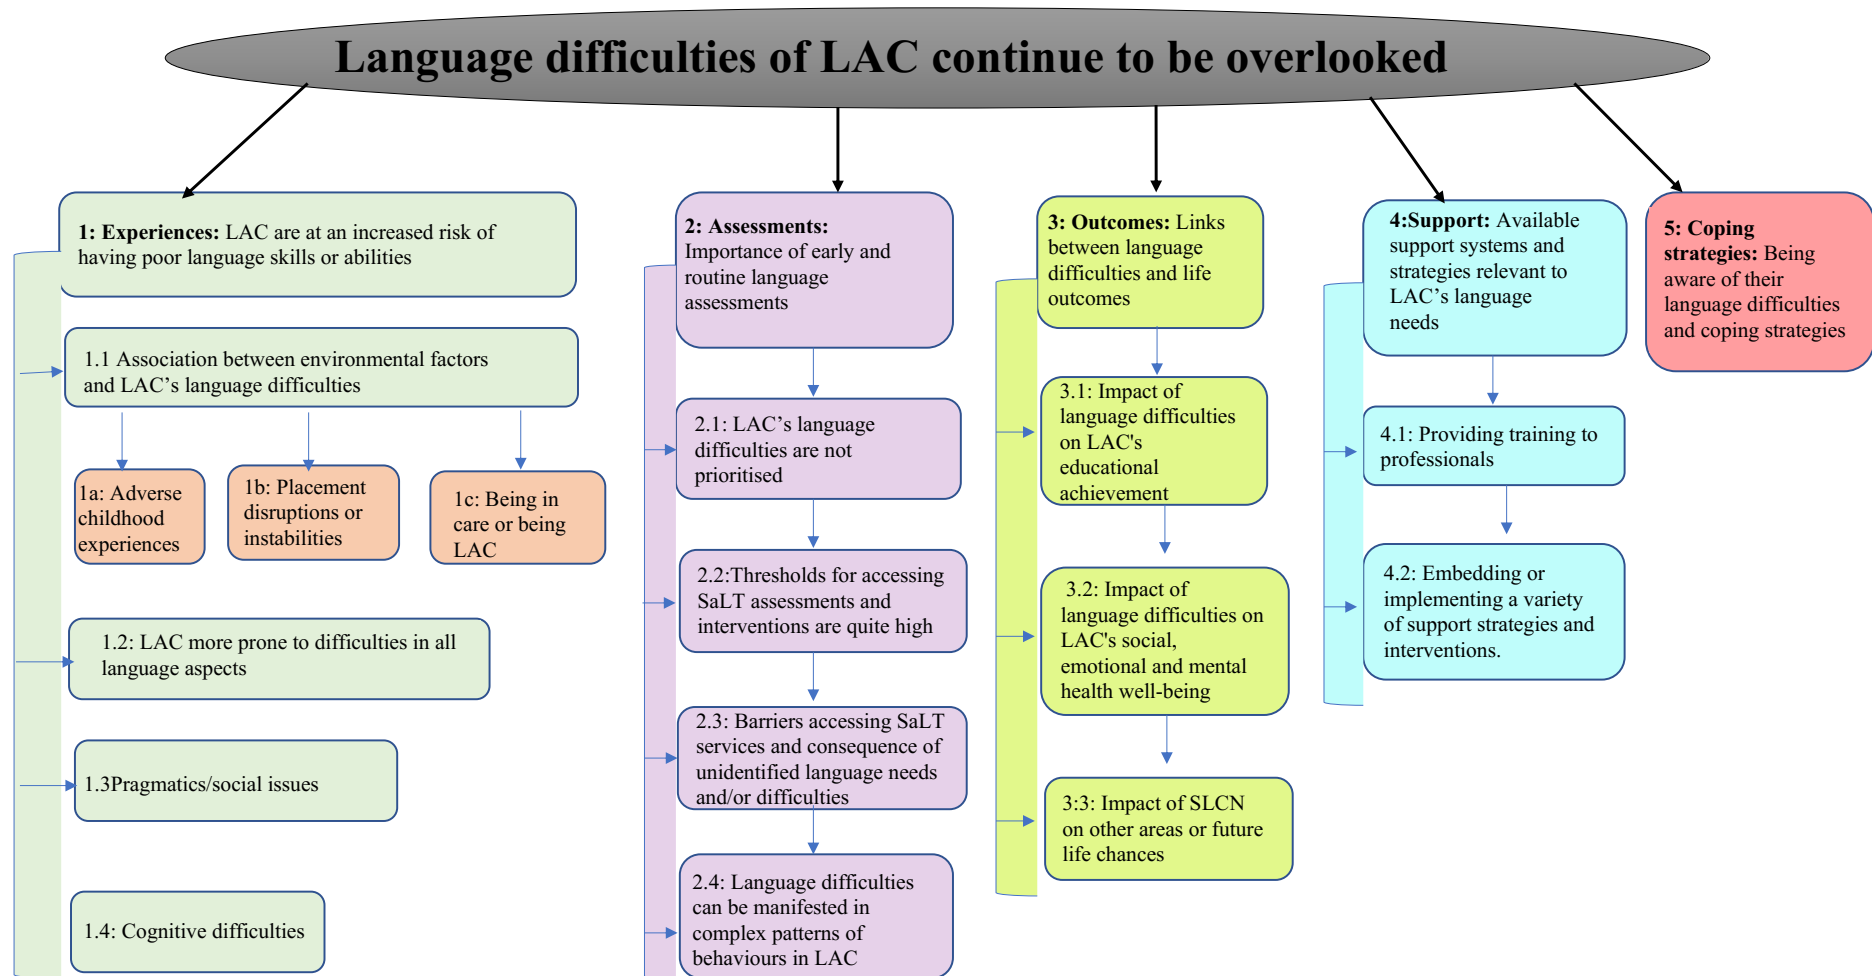 Language difficulties of LAC continue to be overlooked
1: Experiences: LAC are at an increased risk of
having poor language skills or abilities
1.1 Association between environmental factors
and LAC’s language difficulties
1a: Adverse
childhood
experiences
1b: Placement
disruptions or
instabilities
1c: Being in
care or being
LAC
1.2: LAC more prone to difficulties in all
language aspects
1.3Pragmatics/social issues
1.4: Cognitive difficulties
2: Assessments:
Importance of early and
routine language
assessments
2.1: LAC’s language
difficulties are not
prioritised
2.2:Thresholds for accessing
SaLT assessments and
interventions are quite high
2.3: Barriers accessing SaLT
services and consequence of
unidentified language needs
and/or difficulties
2.4: Language difficulties
can be manifested in
complex patterns of
behaviours in LAC
3: Outcomes: Links
between language
difficulties and life
outcomes
3.1: Impact of
language difficulties
on LAC's
educational
achievement
3.2: Impact of
language difficulties on
LAC's social,
emotional and mental
health well-being
3:3: Impact of SLCN
on other areas or future
life chances
4:Support: Available
support systems and
strategies relevant to
LAC’s language
needs
4.1: Providing training to
professionals
4.2: Embedding or
implementing a variety
of support strategies and
interventions.
5: Coping
strategies: Being
aware of their
language difficulties
and coping strategies